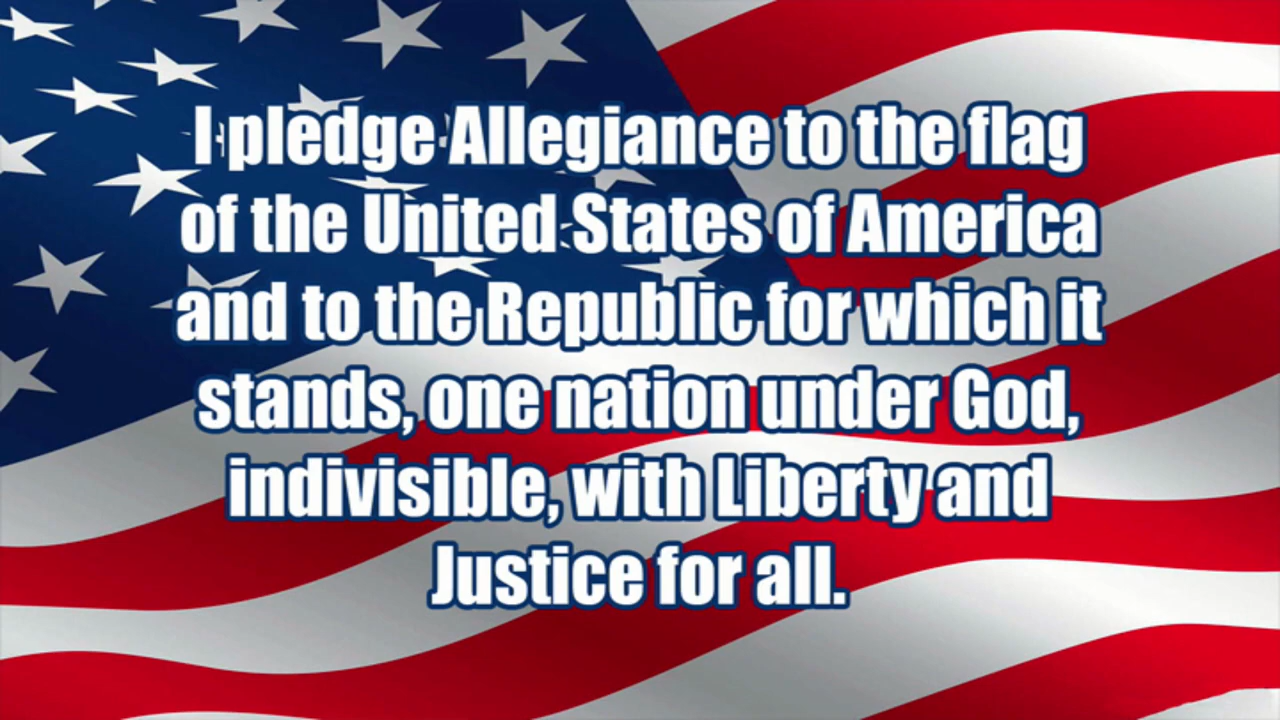 I pledge Allegiance to the flag
of the United States of America
and to the Republic for which it
stands, one nation under God,
indivisible, with Liberty and
Justice for all.